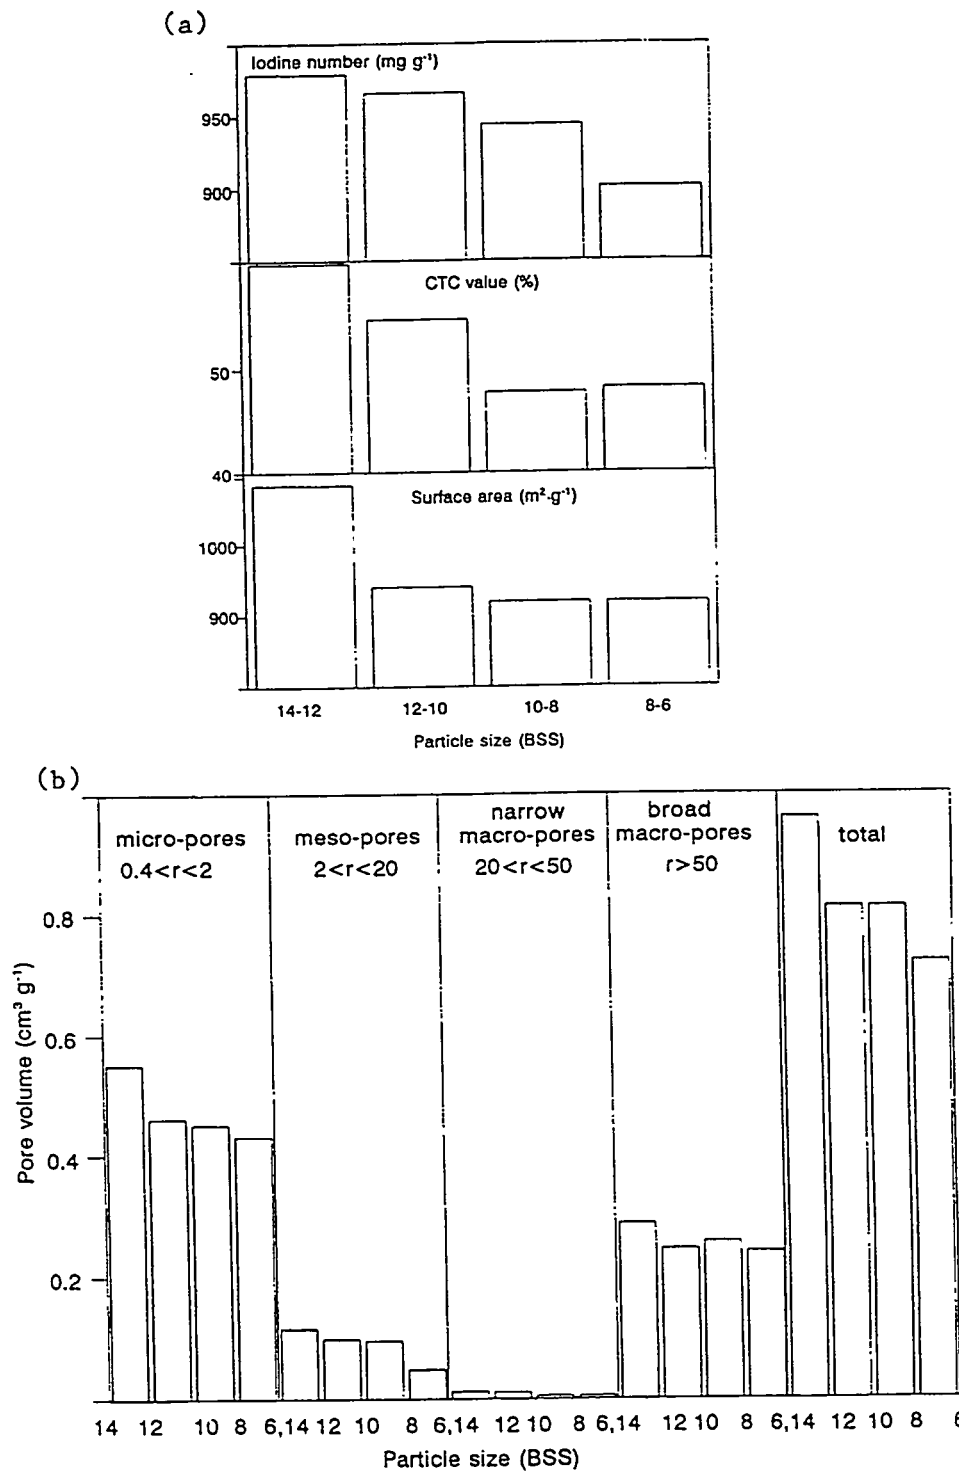 (a)
Iodine number (mg g⁻¹)
950
900
CTC value (%)
50
40
Surface area (m²·g⁻¹)
1000
900
14-12 12-10 10-8 8-6
Particle size (BSS)
(b)
micro-pores meso-pores narrow macro-pores broad macro-pores total
0.4<r<2 2<r<20 20<r<50 r>50
0.8
0.6
0.4
0.2
Pore volume (cm³ g⁻¹)
14 12 10 8 6,14 12 10 8 6,14 12 10 8 6,14 12 10 8 6,14 12 10 8 6
Particle size (BSS)